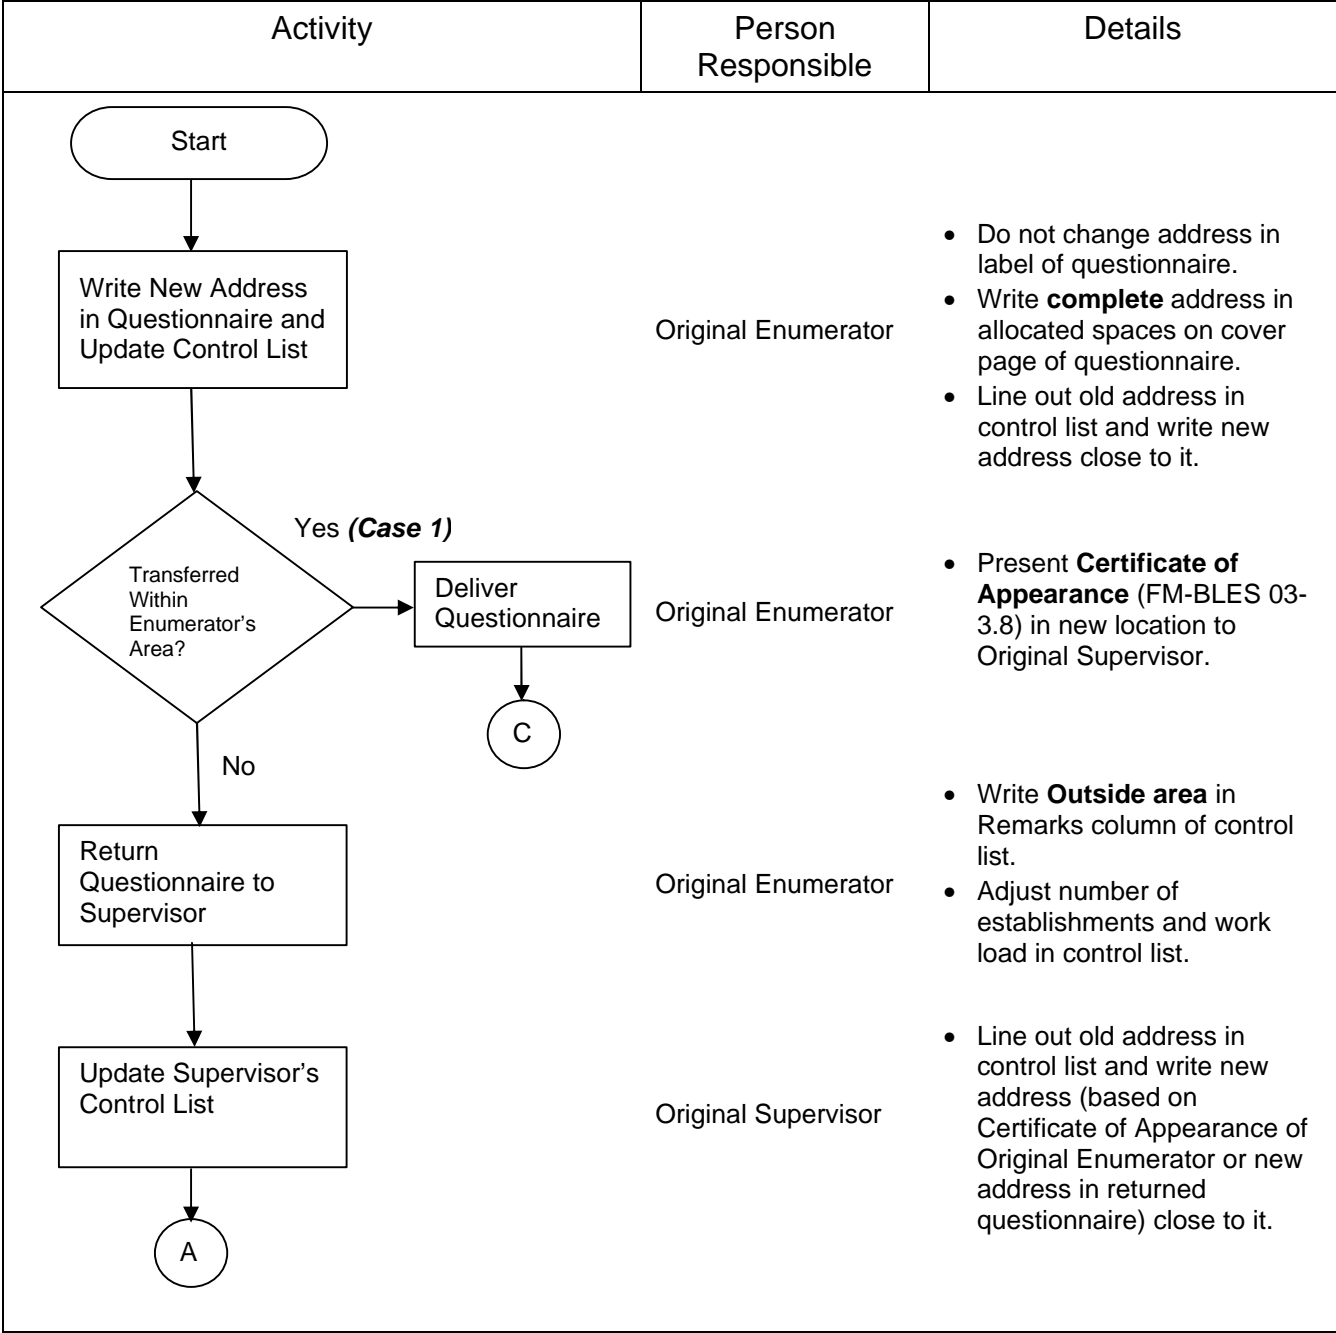 Activity
Person
Responsible
Details
Start
Write New Address
in Questionnaire and
Update Control List
Original Enumerator
• Do not change address in
label of questionnaire.
• Write complete address in
allocated spaces on cover
page of questionnaire.
• Line out old address in
control list and write new
address close to it.
Transferred
Within
Enumerator’s
Area?
Yes (Case 1)
Deliver
Questionnaire
Original Enumerator
• Present Certificate of
Appearance (FM-BLES 03-
3.8) in new location to
Original Supervisor.
C
No
Return
Questionnaire to
Supervisor
Original Enumerator
• Write Outside area in
Remarks column of control
list.
• Adjust number of
establishments and work
load in control list.
Update Supervisor’s
Control List
Original Supervisor
• Line out old address in
control list and write new
address (based on
Certificate of Appearance of
Original Enumerator or new
address in returned
questionnaire) close to it.
A